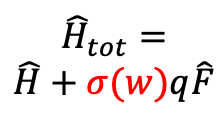 Ĥ_tot =
Ĥ + σ(w)qF̂